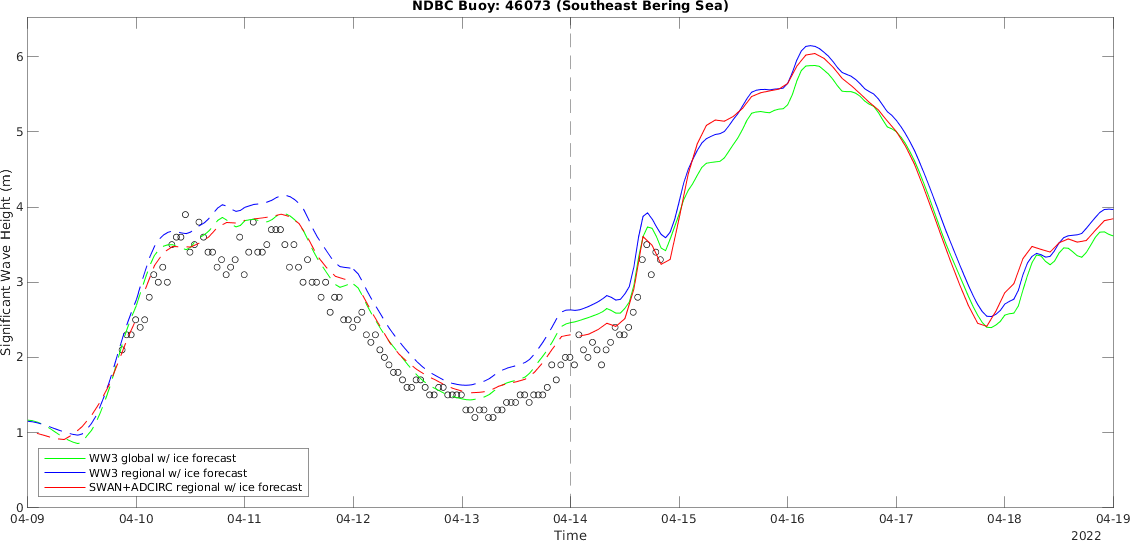 NDBC Buoy: 46073 (Southeast Bering Sea)
Significant Wave Height (m)
6
5
4
3
2
1
0
WW3 global w/ ice forecast
WW3 regional w/ ice forecast
SWAN+ADCIRC regional w/ ice forecast
04-09 04-10 04-11 04-12 04-13 04-14 04-15 04-16 04-17 04-18 04-19
Time
2022